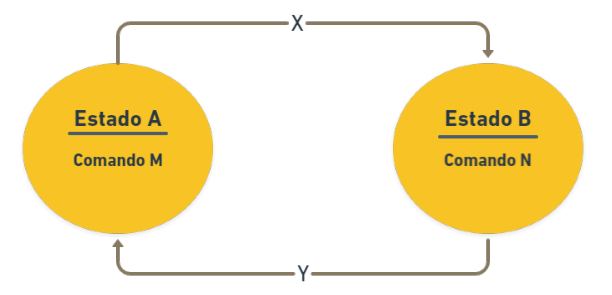 X
Estado A
Comando M
Estado B
Comando N
Y